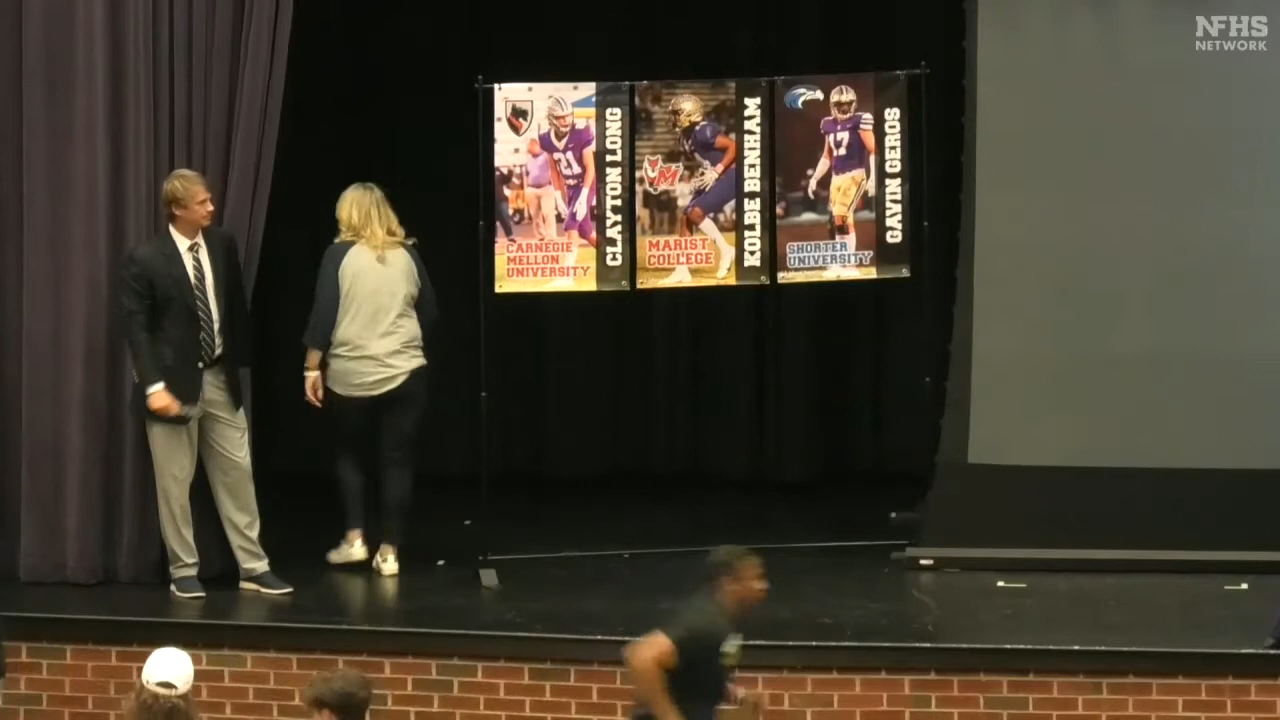 NFHS
NETWORK
21
CARNEGIE
MELLON
UNIVERSITY
CLAYTON LONG
M
MARIST
COLLEGE
KOLBE BENHAM
17
SHORTER
UNIVERSITY
GAVIN GEROS